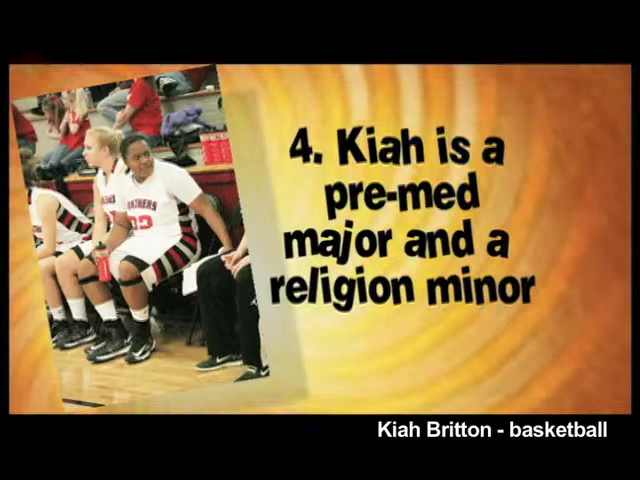 4. Kiah is a
pre-med
major and a
religion minor
Kiah Britton - basketball